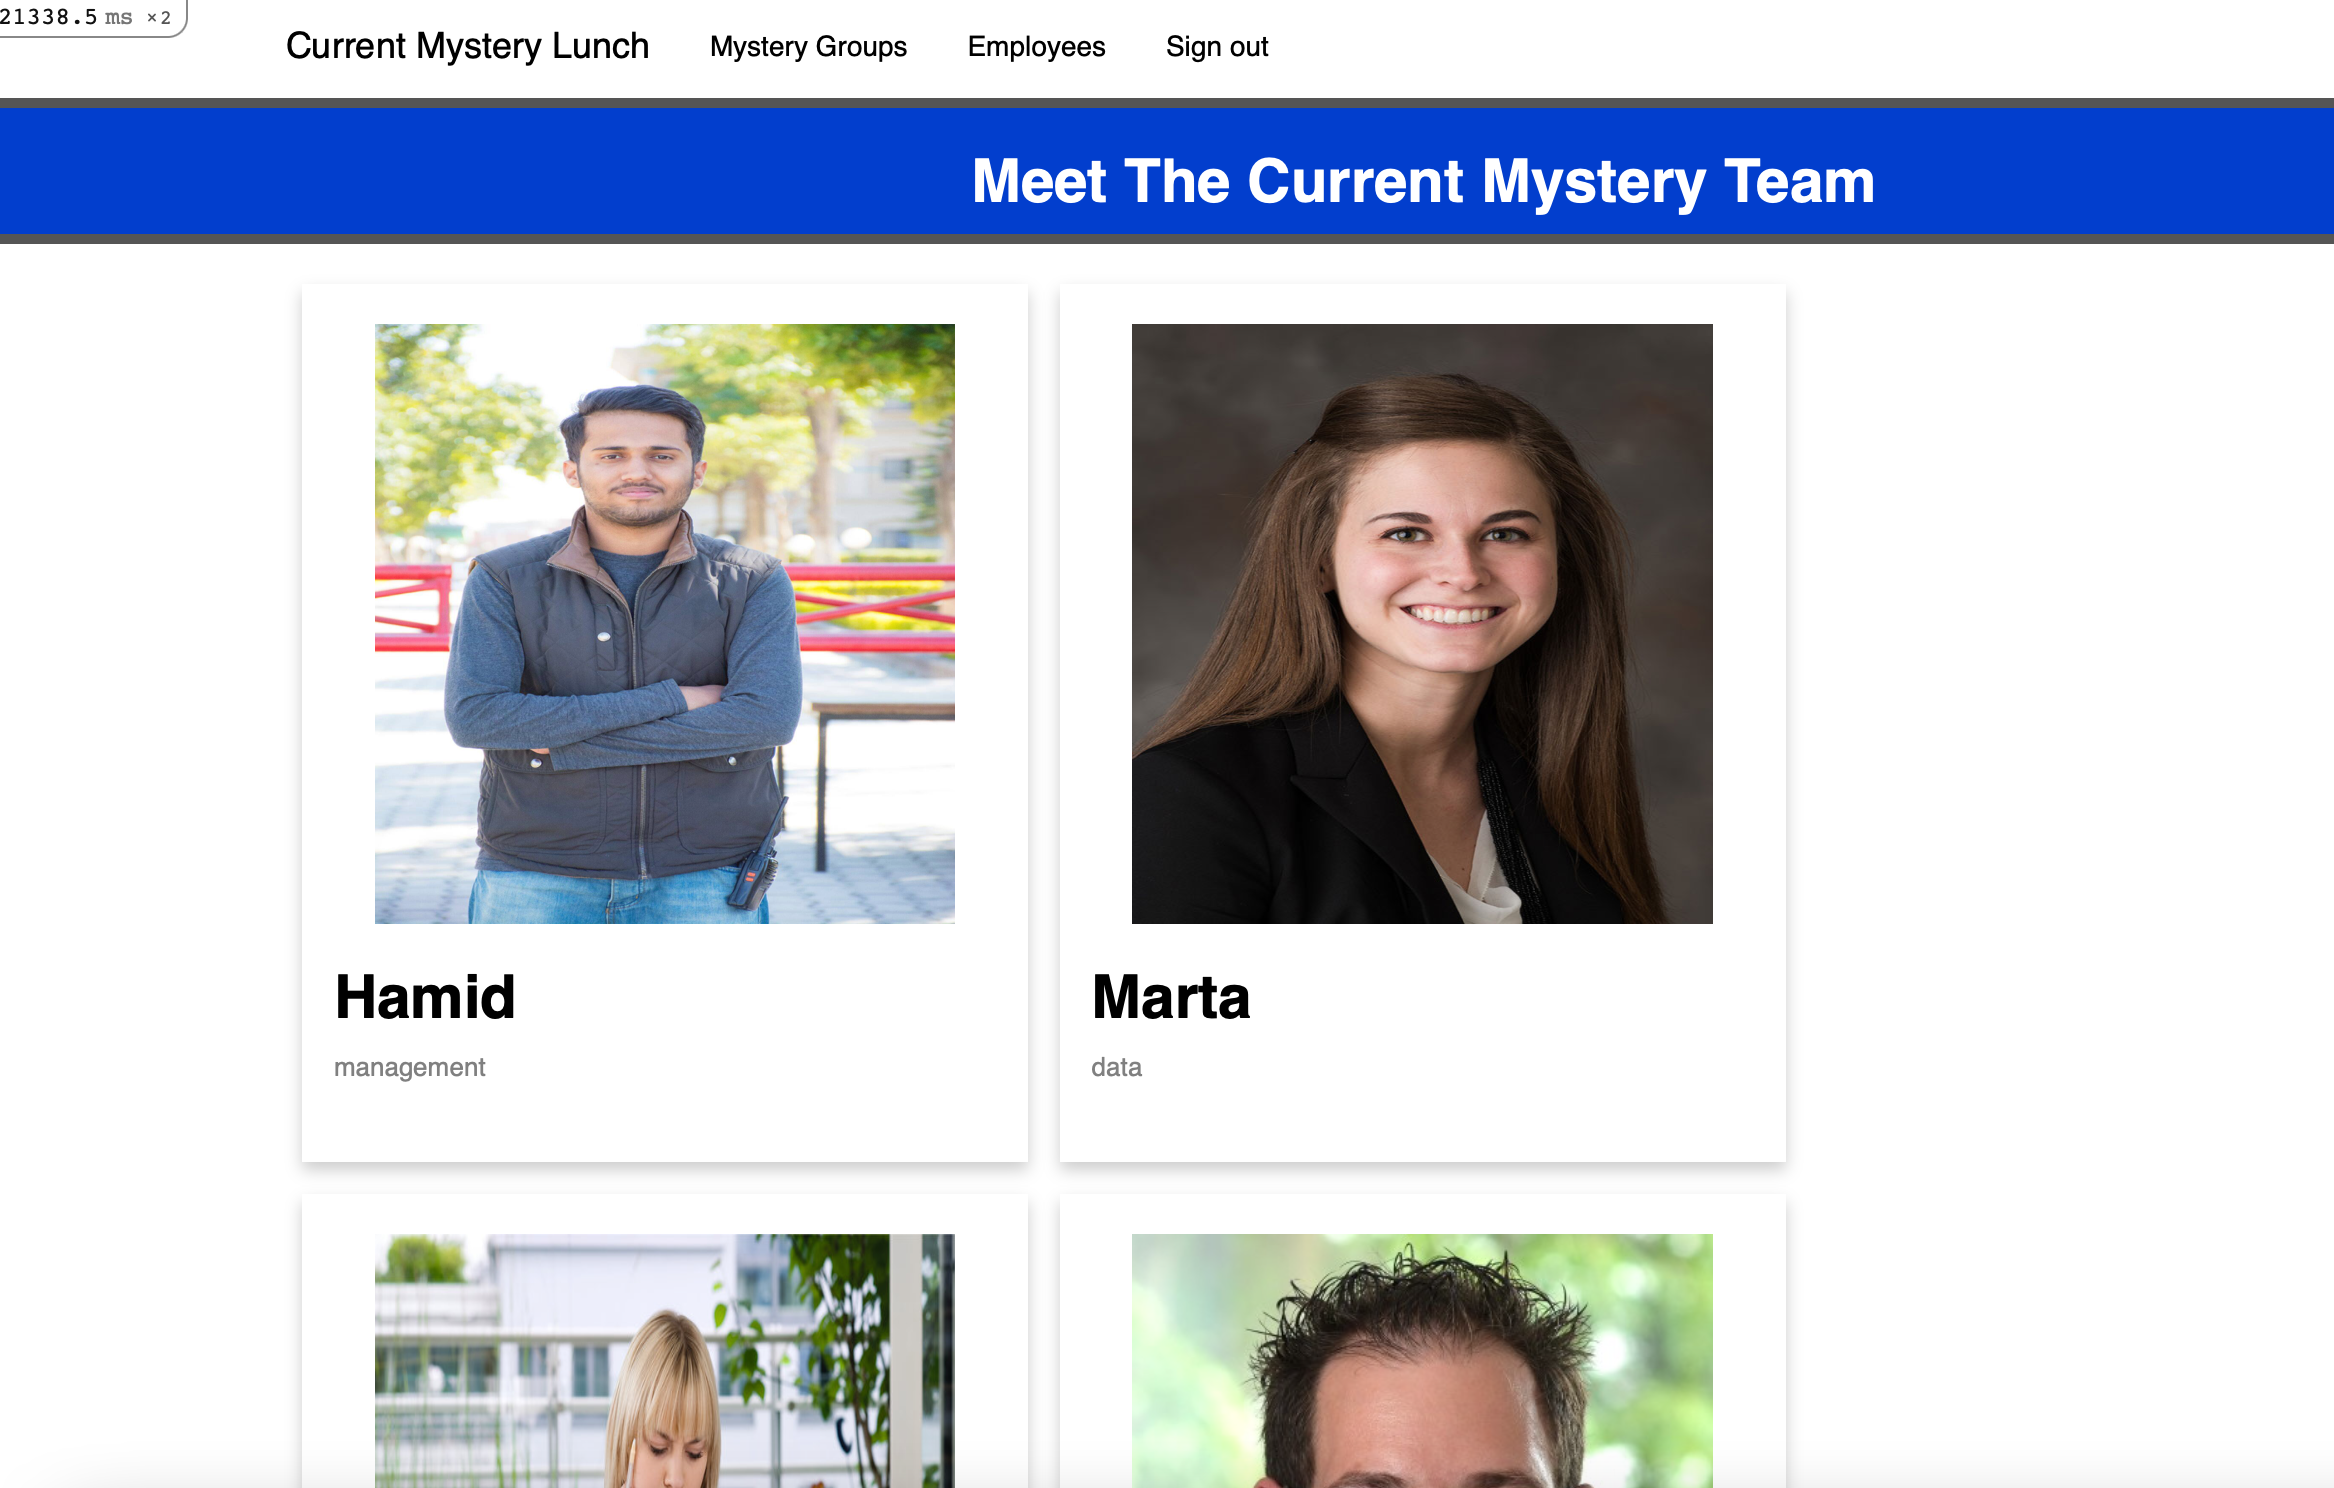 21338.5 ms ×2
Current Mystery Lunch Mystery Groups Employees Sign out
Meet The Current Mystery Team
Hamid
management
Marta
data